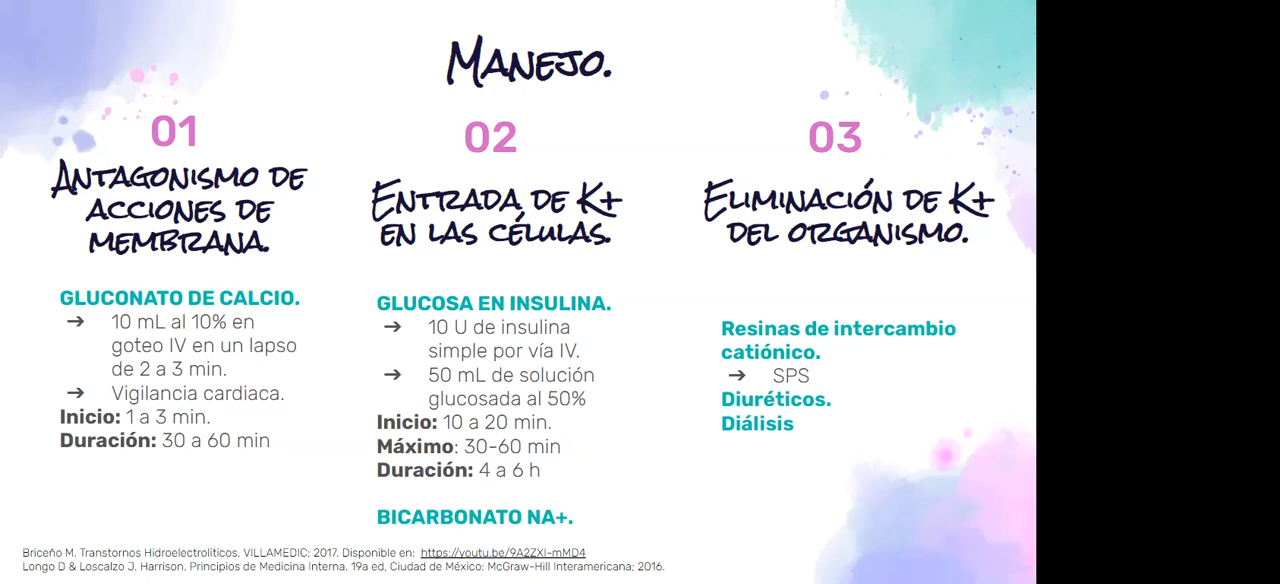 Manejo.
01
Antagonismo de
acciones de
membrana.
GLUCONATO DE CALCIO.
➔ 10 mL al 10% en
goteo IV en un lapso
de 2 a 3 min.
➔ Vigilancia cardiaca.
Inicio: 1 a 3 min.
Duración: 30 a 60 min
02
Entrada de K+
en las células.
GLUCOSA EN INSULINA.
➔ 10 U de insulina
simple por vía IV.
➔ 50 mL de solución
glucosada al 50%
Inicio: 10 a 20 min.
Máximo: 30-60 min
Duración: 4 a 6 h
BICARBONATO NA+.
03
Eliminación de K+
del organismo.
Resinas de intercambio
catiónico.
➔ SPS
Diuréticos.
Diálisis
Briceño M. Transtornos Hidroelectrolíticos. VILLAMEDIC; 2017. Disponible en: https://youtu.be/9A2ZXI-mMD4
Longo D & Loscalzo J. Harrison. Principios de Medicina Interna. 19a ed, Ciudad de México: McGraw-Hill Interamericana; 2016.